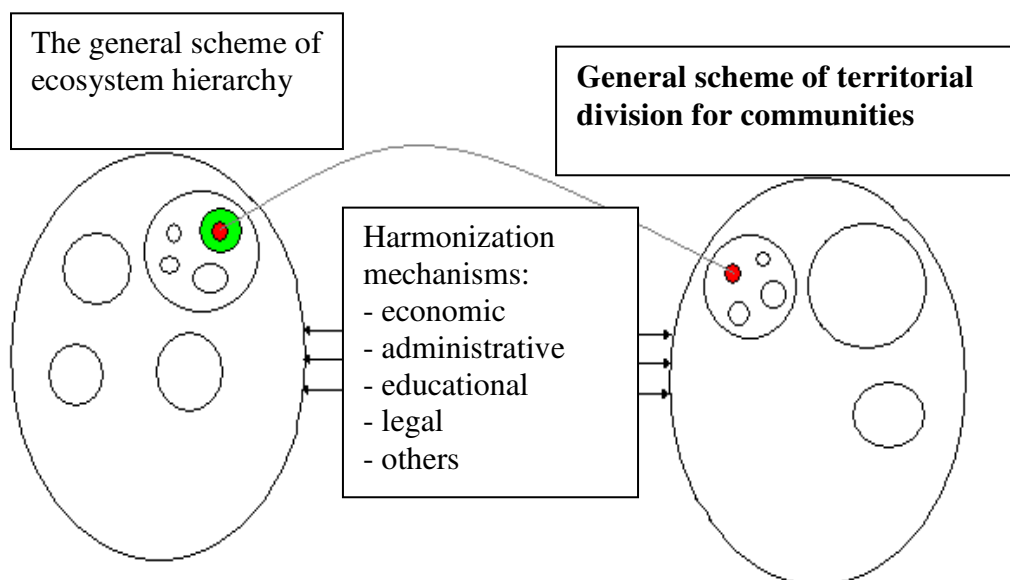 The general scheme of
ecosystem hierarchy
General scheme of territorial
division for communities
Harmonization
mechanisms:
- economic
- administrative
- educational
- legal
- others